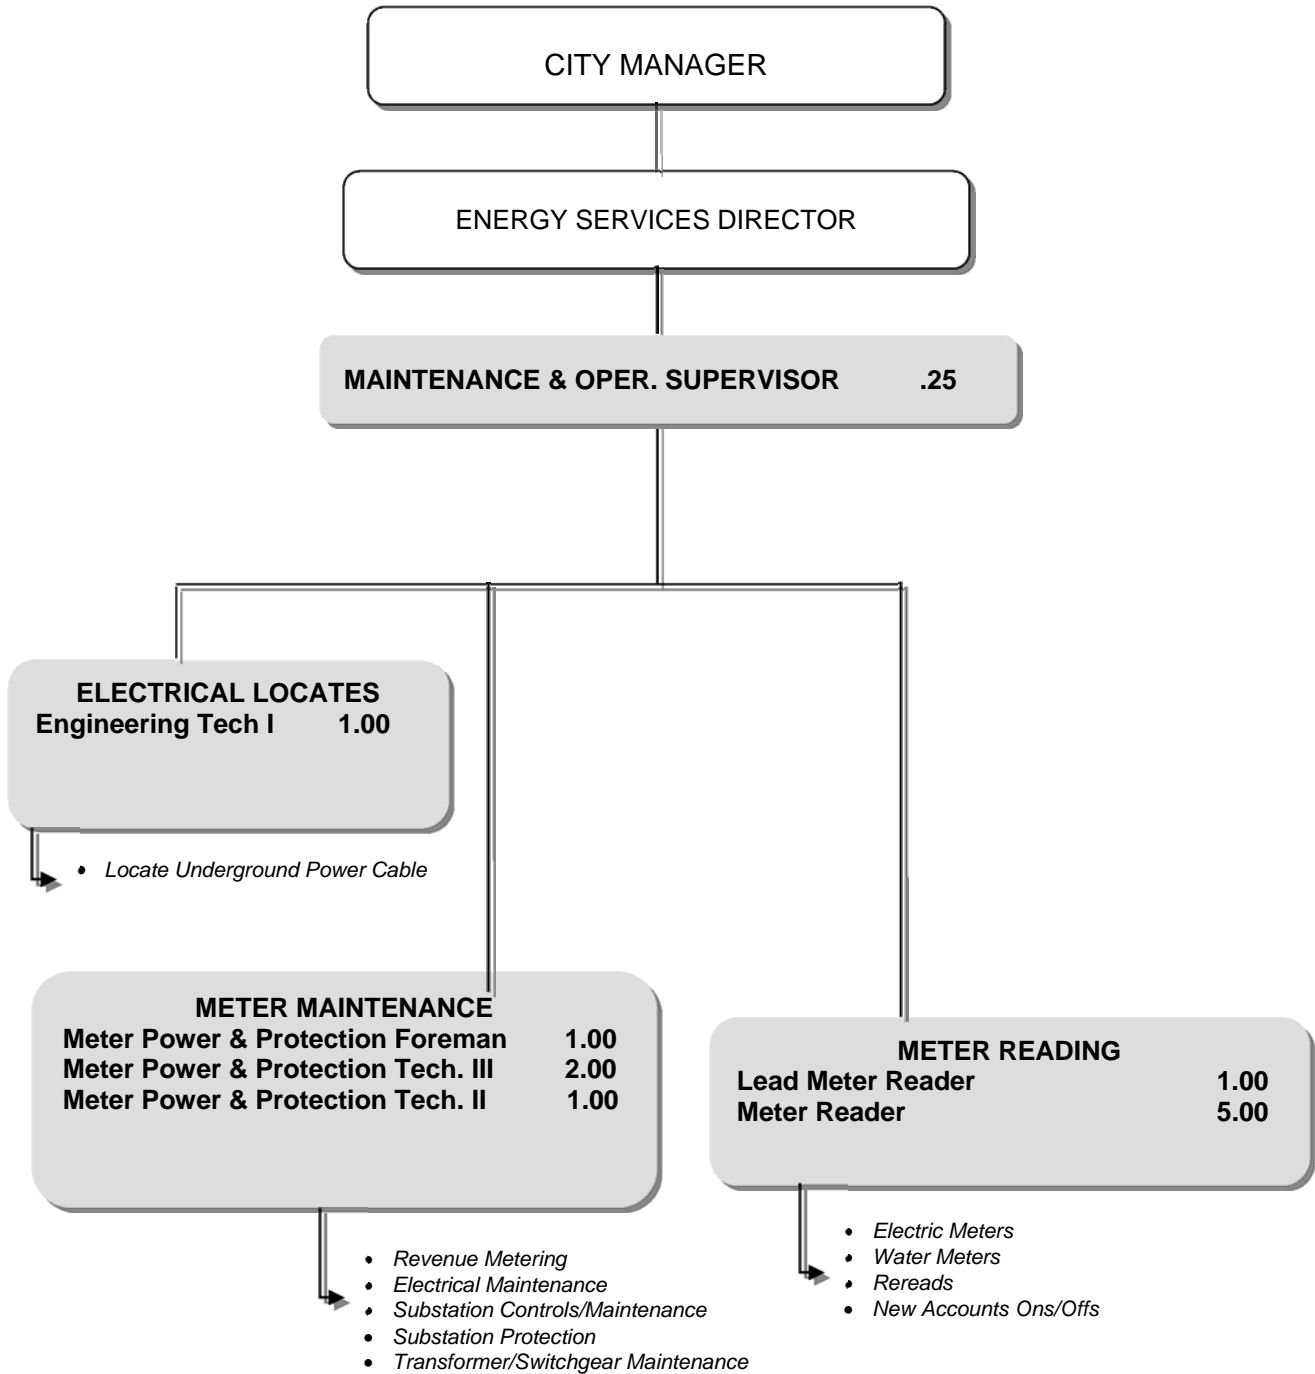 CITY MANAGER
ENERGY SERVICES DIRECTOR
MAINTENANCE & OPER. SUPERVISOR .25
ELECTRICAL LOCATES
Engineering Tech I 1.00
• Locate Underground Power Cable
METER MAINTENANCE
Meter Power & Protection Foreman 1.00
Meter Power & Protection Tech. III 2.00
Meter Power & Protection Tech. II 1.00
• Revenue Metering
• Electrical Maintenance
• Substation Controls/Maintenance
• Substation Protection
• Transformer/Switchgear Maintenance
METER READING
Lead Meter Reader 1.00
Meter Reader 5.00
• Electric Meters
• Water Meters
• Rereads
• New Accounts Ons/Offs